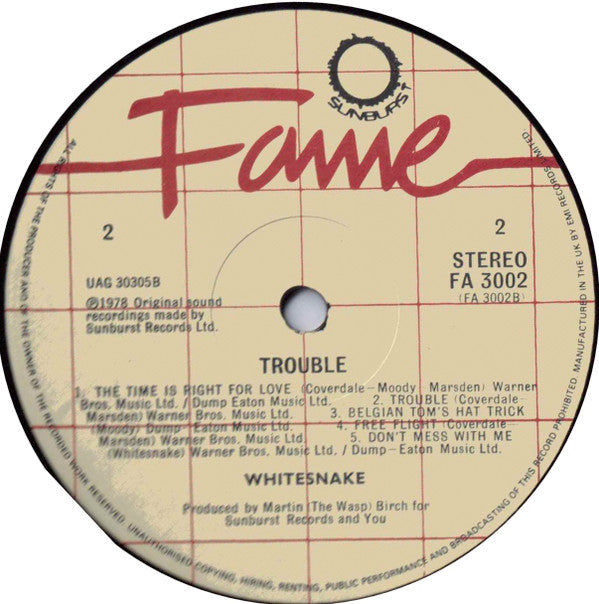 SUNBURST
Fame
2
2
UAG 30305B
℗1978 Original sound
recordings made by
Sunburst Records Ltd.
STEREO
FA 3002
(FA 3002B)
TROUBLE
1. THE TIME IS RIGHT FOR LOVE (Coverdale—Moody—Marsden) Warner
Bros. Music Ltd. / Dump Eaton Music Ltd. 2. TROUBLE (Coverdale-
Marsden) Warner Bros. Music Ltd. 3. BELGIAN TOM'S HAT TRICK
(Moody) Dump—Eaton Music Ltd. 4. FREE FLIGHT (Coverdale-
Marsden) Warner Bros. Music Ltd. 5. DON'T MESS WITH ME
(Whitesnake) Warner Bros. Music Ltd. / Dump—Eaton Music Ltd.
WHITESNAKE
Produced by Martin (The Wasp) Birch for
Sunburst Records and You
ALL RIGHTS OF THE PRODUCER AND OF THE OWNER OF THE RECORDED WORK RESERVED. UNAUTHORISED COPYING, HIRING, RENTING, PUBLIC PERFORMANCE AND BROADCASTING OF THIS RECORD PROHIBITED. MANUFACTURED IN THE UK BY EMI RECORDS LIMITED